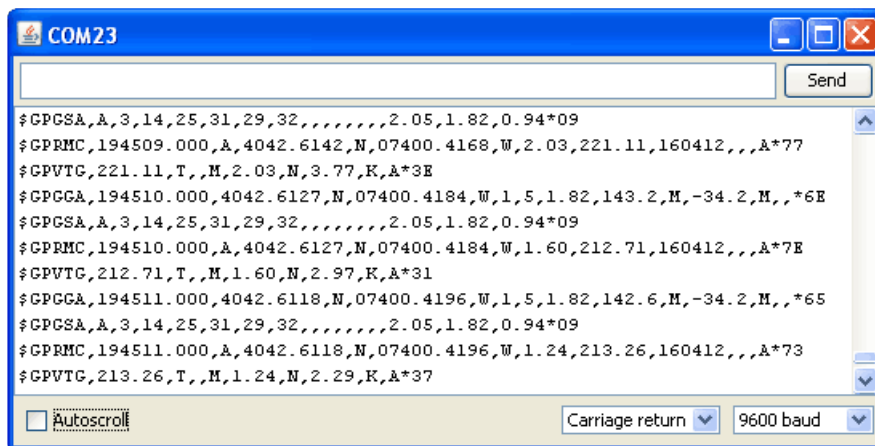 COM23
Send
$GPGSA,A,3,14,25,31,29,32,,,,,,,,2.05,1.82,0.94*09
$GPRMC,194509.000,A,4042.6142,N,07400.4168,W,2.03,221.11,160412,,,A*77
$GPVTG,221.11,T,,M,2.03,N,3.77,K,A*3E
$GPGGA,194510.000,4042.6127,N,07400.4184,W,1,5,1.82,143.2,M,-34.2,M,,*6E
$GPGSA,A,3,14,25,31,29,32,,,,,,,,2.05,1.82,0.94*09
$GPRMC,194510.000,A,4042.6127,N,07400.4184,W,1.60,212.71,160412,,,A*7E
$GPVTG,212.71,T,,M,1.60,N,2.97,K,A*31
$GPGGA,194511.000,4042.6118,N,07400.4196,W,1,5,1.82,142.6,M,-34.2,M,,*65
$GPGSA,A,3,14,25,31,29,32,,,,,,,,2.05,1.82,0.94*09
$GPRMC,194511.000,A,4042.6118,N,07400.4196,W,1.24,213.26,160412,,,A*73
$GPVTG,213.26,T,,M,1.24,N,2.29,K,A*37
Autoscroll
Carriage return
9600 baud